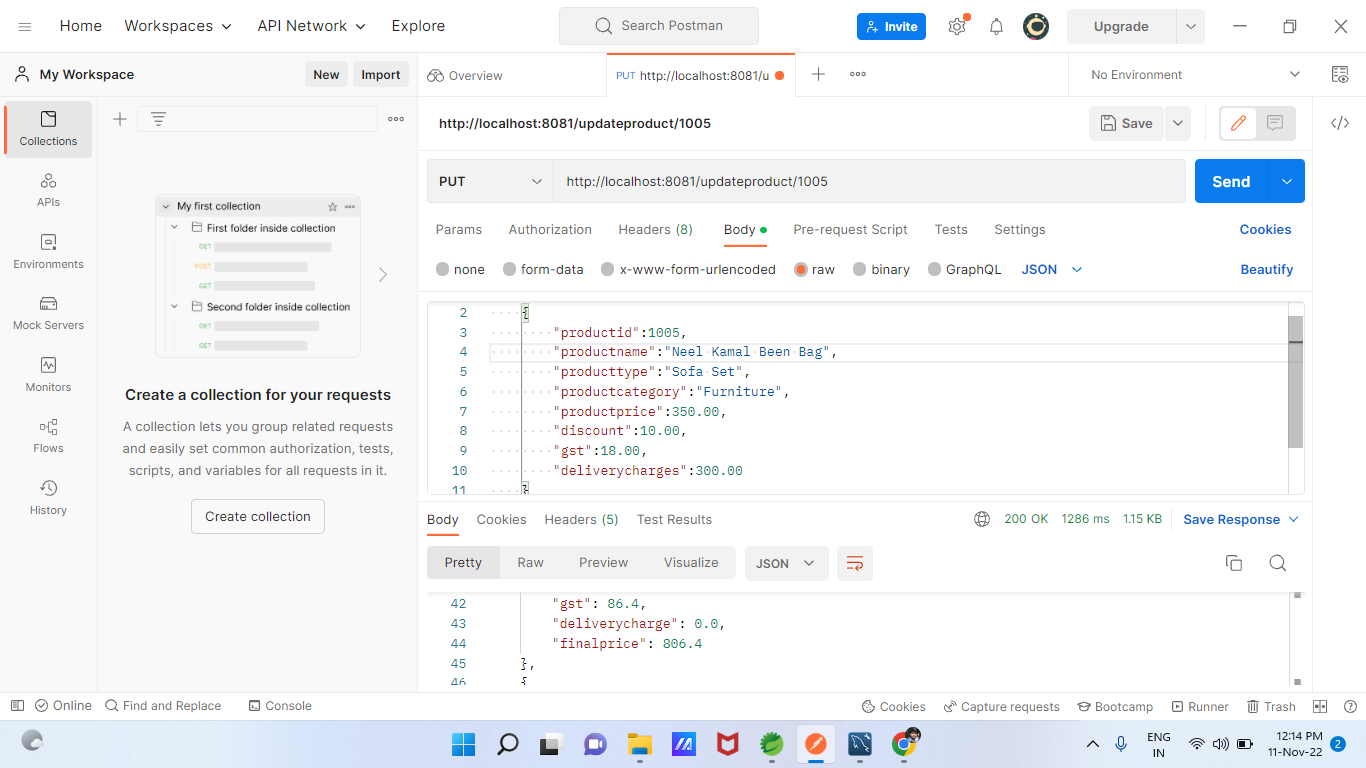 Home
Workspaces
API Network
Explore
Search Postman
Invite
Upgrade
My Workspace
New
Import
Overview
PUT http://localhost:8081/u
No Environment
Collections
APIs
Environments
Mock Servers
Monitors
Flows
History
My first collection
First folder inside collection
GET
POST
GET
Second folder inside collection
GET
GET
Create a collection for your requests
A collection lets you group related requests
and easily set common authorization, tests,
scripts, and variables for all requests in it.
Create collection
http://localhost:8081/updateproduct/1005
Save
PUT
http://localhost:8081/updateproduct/1005
Send
Params
Authorization
Headers (8)
Body
Pre-request Script
Tests
Settings
Cookies
none
form-data
x-www-form-urlencoded
raw
binary
GraphQL
JSON
Beautify
2 {
3 "productid":1005,
4 "productname":"Neel Kamal Been Bag",
5 "producttype":"Sofa Set",
6 "productcategory":"Furniture",
7 "productprice":350.00,
8 "discount":10.00,
9 "gst":18.00,
10 "deliverycharges":300.00
11 }
Body
Cookies
Headers (5)
Test Results
200 OK
1286 ms
1.15 KB
Save Response
Pretty
Raw
Preview
Visualize
JSON
42 "gst": 86.4,
43 "deliverycharge": 0.0,
44 "finalprice": 806.4
45 },
46 {
Online
Find and Replace
Console
Cookies
Capture requests
Bootcamp
Runner
Trash
ENG
IN
12:14 PM
11-Nov-22
2